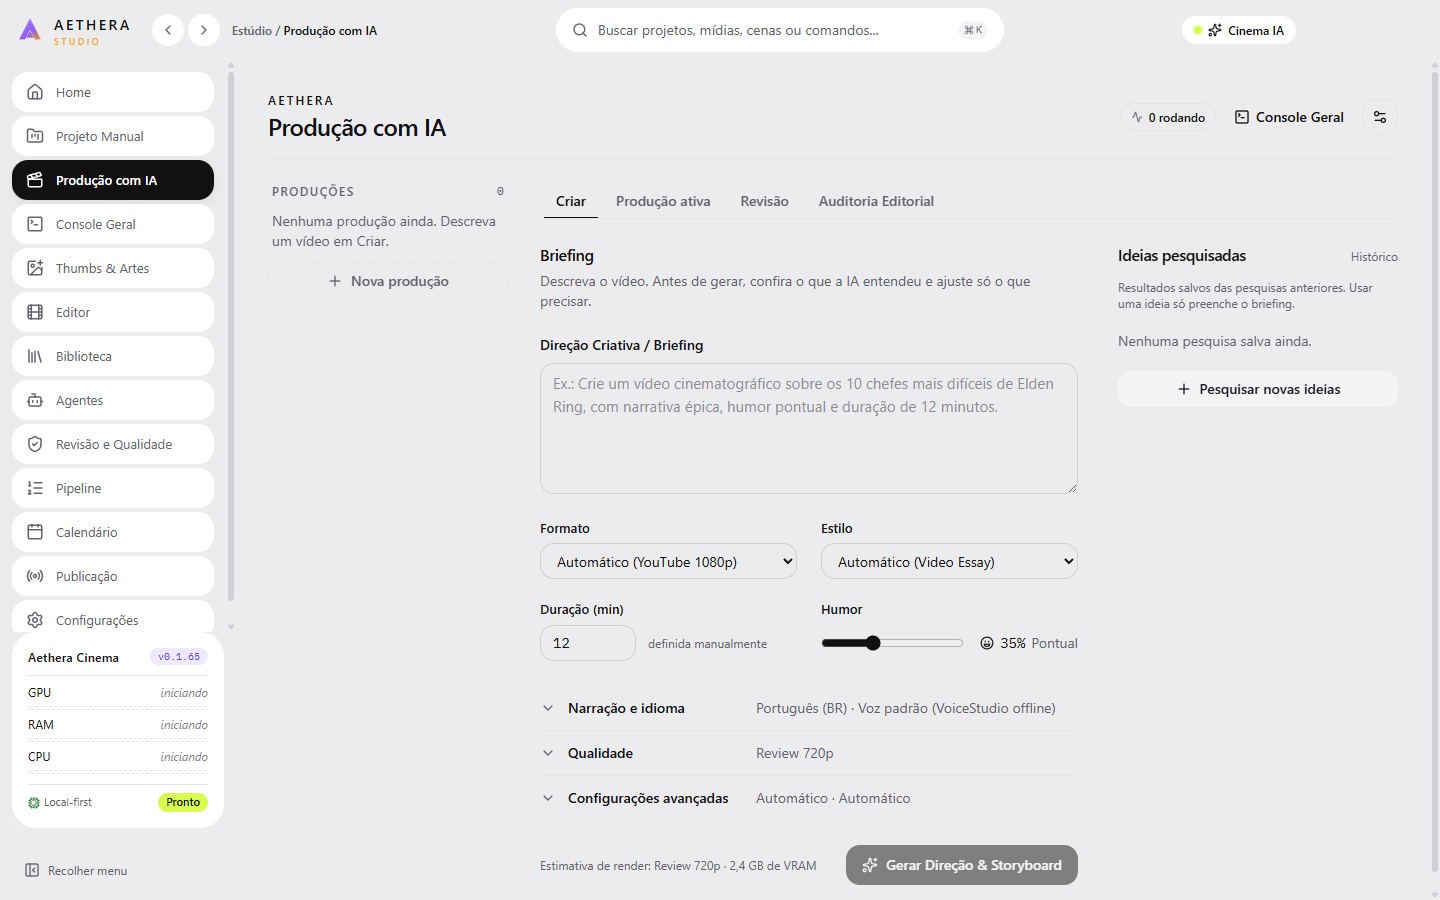 AETHERA
STUDIO
Estúdio / Produção com IA
Buscar projetos, mídias, cenas ou comandos...
⌘ K
Cinema IA
Home
Projeto Manual
Produção com IA
Console Geral
Thumbs & Artes
Editor
Biblioteca
Agentes
Revisão e Qualidade
Pipeline
Calendário
Publicação
Configurações
Aethera Cinema
v0.1.65
GPU
iniciando
RAM
iniciando
CPU
iniciando
Local-first
Pronto
Recolher menu
AETHERA
Produção com IA
0 rodando
Console Geral
PRODUÇÕES
0
Nenhuma produção ainda. Descreva
um vídeo em Criar.
Nova produção
Criar
Produção ativa
Revisão
Auditoria Editorial
Briefing
Descreva o vídeo. Antes de gerar, confira o que a IA entendeu e ajuste só o que
precisar.
Direção Criativa / Briefing
Ex.: Crie um vídeo cinematográfico sobre os 10 chefes mais difíceis de Elden
Ring, com narrativa épica, humor pontual e duração de 12 minutos.
Formato
Automático (YouTube 1080p)
Estilo
Automático (Video Essay)
Duração (min)
12
definida manualmente
Humor
35% Pontual
Narração e idioma
Português (BR) · Voz padrão (VoiceStudio offline)
Qualidade
Review 720p
Configurações avançadas
Automático · Automático
Estimativa de render: Review 720p · 2,4 GB de VRAM
Gerar Direção & Storyboard
Ideias pesquisadas
Histórico
Resultados salvos das pesquisas anteriores. Usar
uma ideia só preenche o briefing.
Nenhuma pesquisa salva ainda.
Pesquisar novas ideias